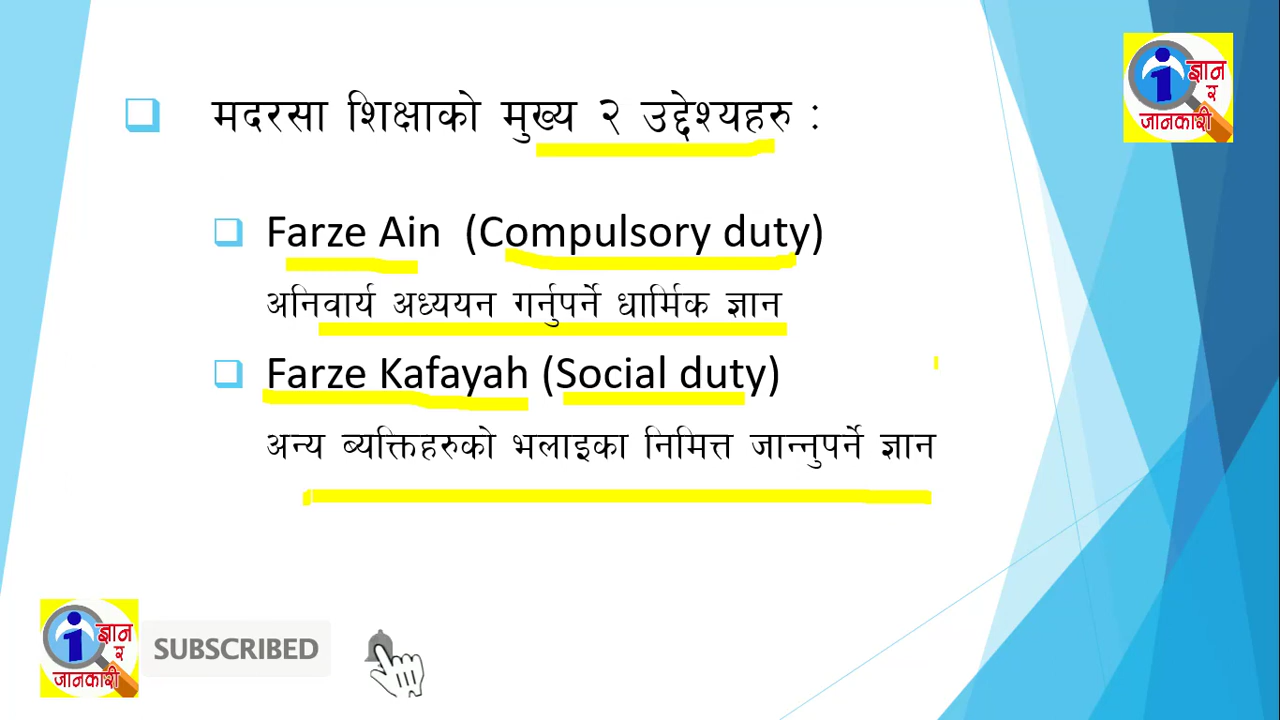 मदरसा शिक्षाको मुख्य २ उद्देश्यहरु :
Farze Ain (Compulsory duty)
अनिवार्य अध्ययन गर्नुपर्ने धार्मिक ज्ञान
Farze Kafayah (Social duty)
अन्य ब्यक्तिहरुको भलाइका निमित्त जान्नुपर्ने ज्ञान
i ज्ञान
र
जानकारी
i ज्ञान
र
जानकारी
SUBSCRIBED